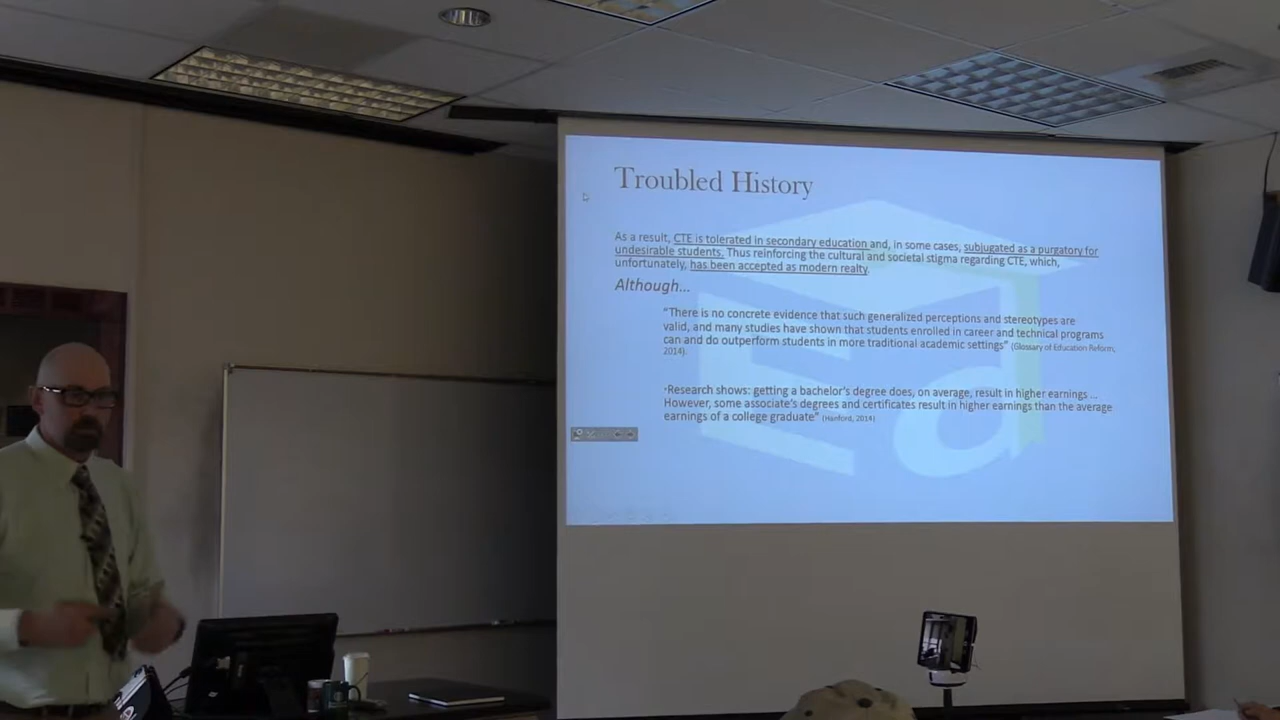 Troubled History
As a result, CTE is tolerated in secondary education and, in some cases, subjugated as a purgatory for
undesirable students. Thus reinforcing the cultural and societal stigma regarding CTE, which,
unfortunately, has been accepted as modern realty.
Although...
"There is no concrete evidence that such generalized perceptions and stereotypes are
valid, and many studies have shown that students enrolled in career and technical programs
can and do outperform students in more traditional academic settings" (Glossary of Education Reform,
2014).
"Research shows: getting a bachelor's degree does, on average, result in higher earnings ...
However, some associate's degrees and certificates result in higher earnings than the average
earnings of a college graduate" (Hanford, 2014)
Ed